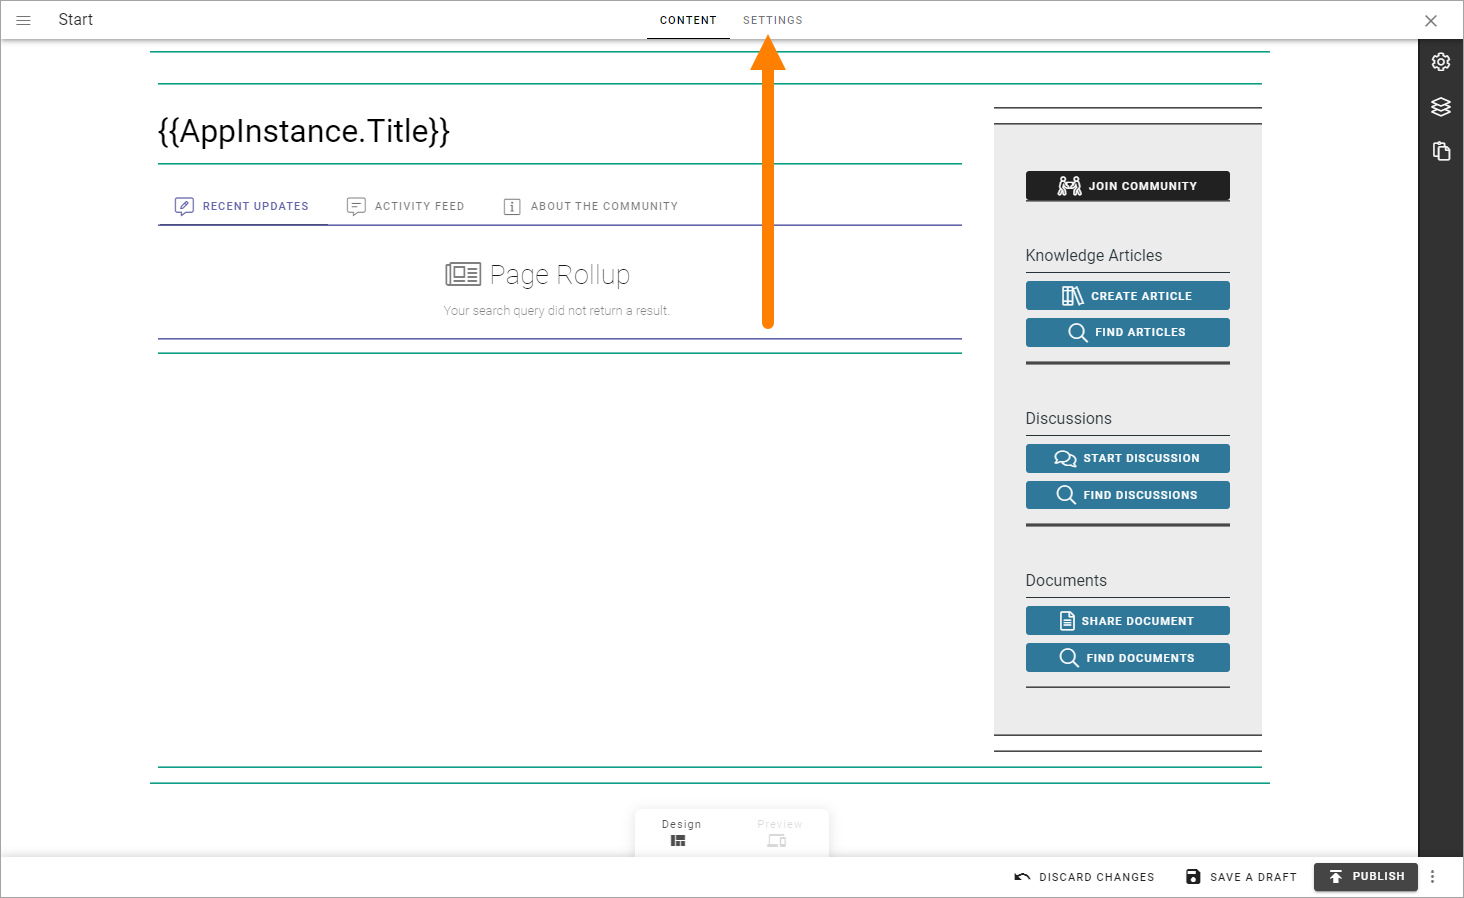 Start
CONTENT SETTINGS
{{AppInstance.Title}}
RECENT UPDATES ACTIVITY FEED ABOUT THE COMMUNITY
Page Rollup
Your search query did not return a result.
JOIN COMMUNITY
Knowledge Articles
CREATE ARTICLE
FIND ARTICLES
Discussions
START DISCUSSION
FIND DISCUSSIONS
Documents
SHARE DOCUMENT
FIND DOCUMENTS
Design Preview
DISCARD CHANGES SAVE A DRAFT PUBLISH